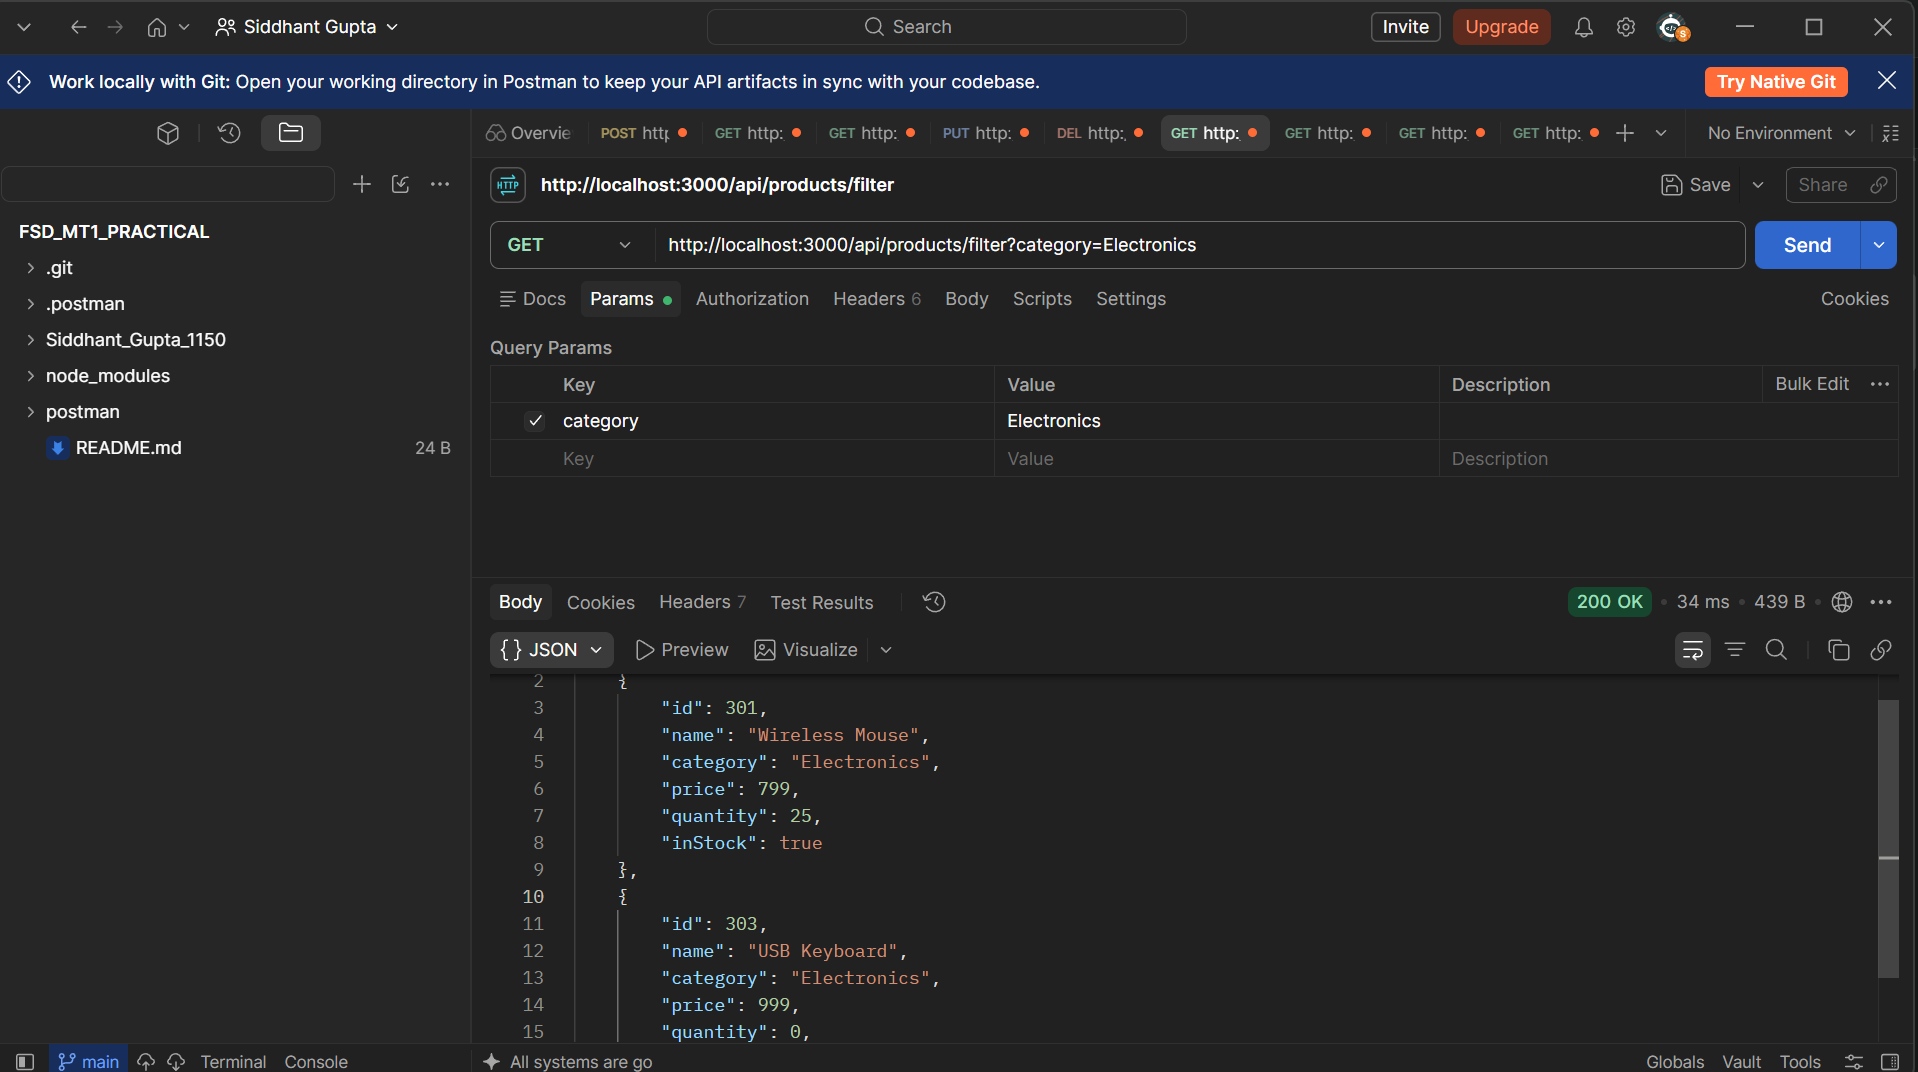 Siddhant Gupta
Search
Invite
Upgrade
Work locally with Git: Open your working directory in Postman to keep your API artifacts in sync with your codebase.
Try Native Git
Overvie
POST http
GET http:
GET http:
PUT http:
DEL http:
GET http:
GET http:
GET http:
GET http:
No Environment
HTTP
http://localhost:3000/api/products/filter
Save
Share
FSD_MT1_PRACTICAL
.git
.postman
Siddhant_Gupta_1150
node_modules
postman
README.md
24 B
GET
http://localhost:3000/api/products/filter?category=Electronics
Send
Docs
Params
Authorization
Headers 6
Body
Scripts
Settings
Cookies
Query Params
Key
Value
Description
Bulk Edit
category
Electronics
Key
Value
Description
Body
Cookies
Headers 7
Test Results
200 OK
34 ms
439 B
{} JSON
Preview
Visualize
2 {
3 "id": 301,
4 "name": "Wireless Mouse",
5 "category": "Electronics",
6 "price": 799,
7 "quantity": 25,
8 "inStock": true
9 },
10 {
11 "id": 303,
12 "name": "USB Keyboard",
13 "category": "Electronics",
14 "price": 999,
15 "quantity": 0,
main
Terminal
Console
All systems are go
Globals
Vault
Tools